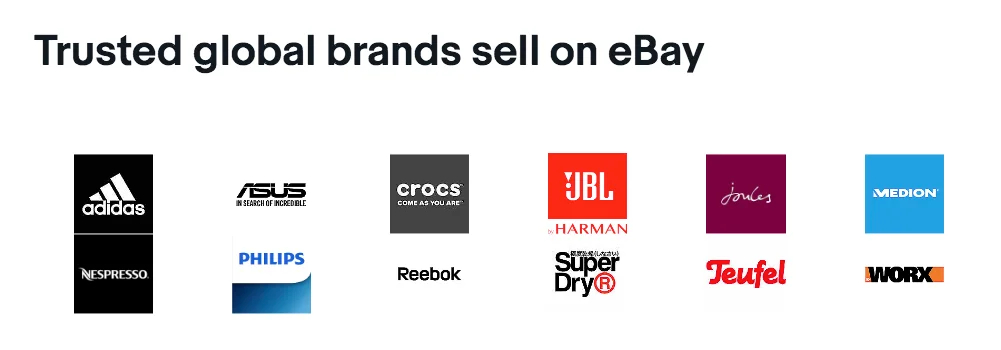 Trusted global brands sell on eBay
adidas
ASUS
IN SEARCH OF INCREDIBLE
crocs
COME AS YOU ARE
JBL
by HARMAN
joules
MEDION
NESPRESSO
PHILIPS
Reebok
Super
Dry®
Teufel
WORX